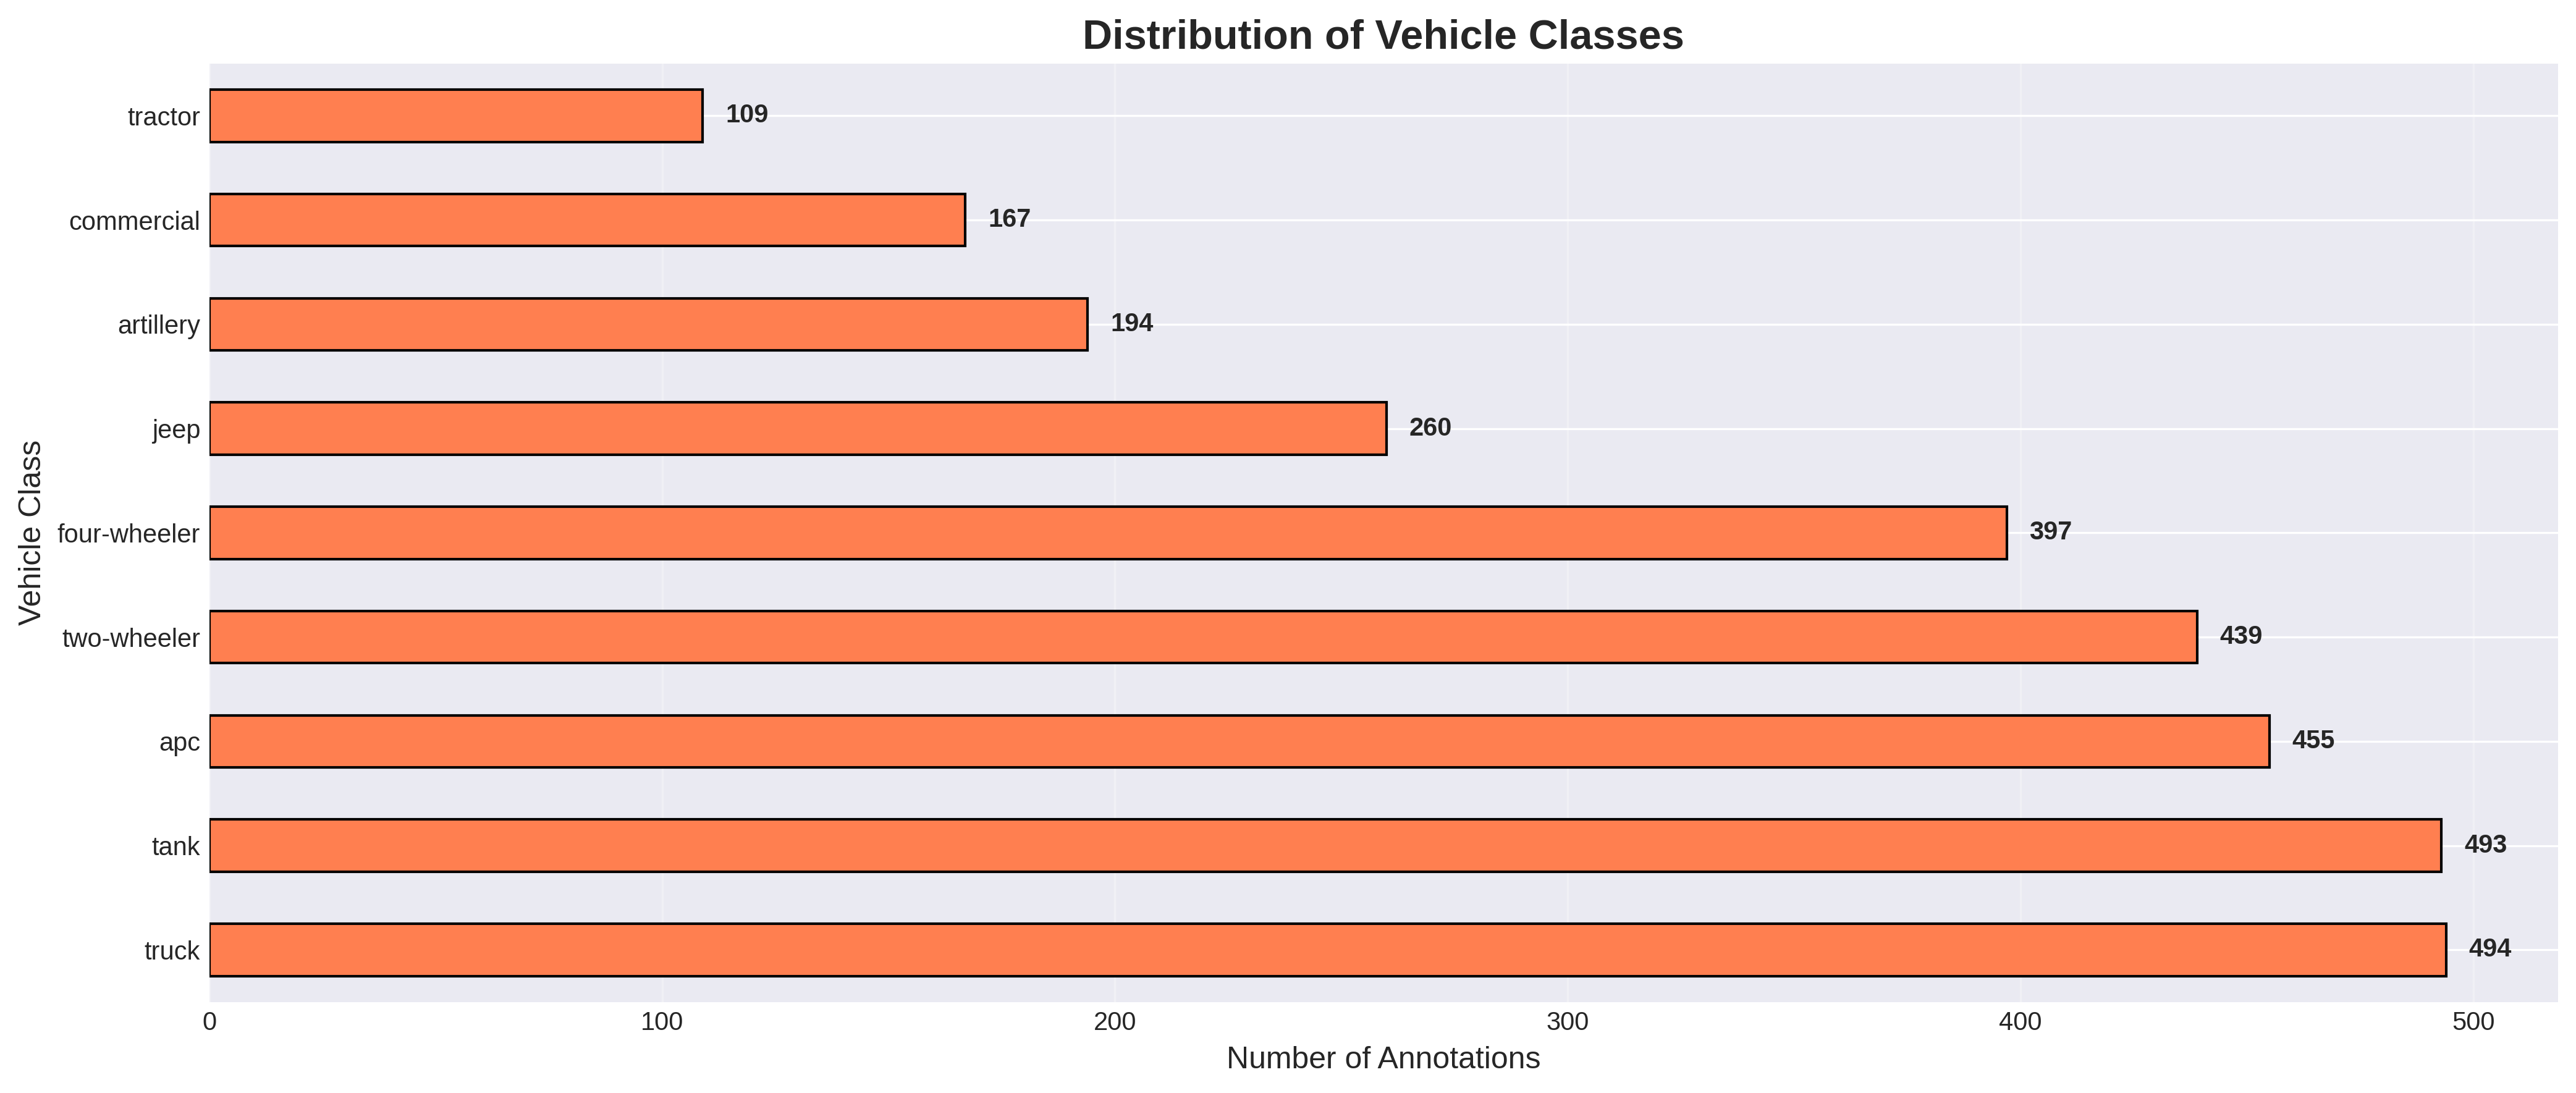 Distribution of Vehicle Classes
tractor 109
commercial 167
artillery 194
jeep 260
four-wheeler 397
two-wheeler 439
apc 455
tank 493
truck 494
Vehicle Class
0 100 200 300 400 500
Number of Annotations